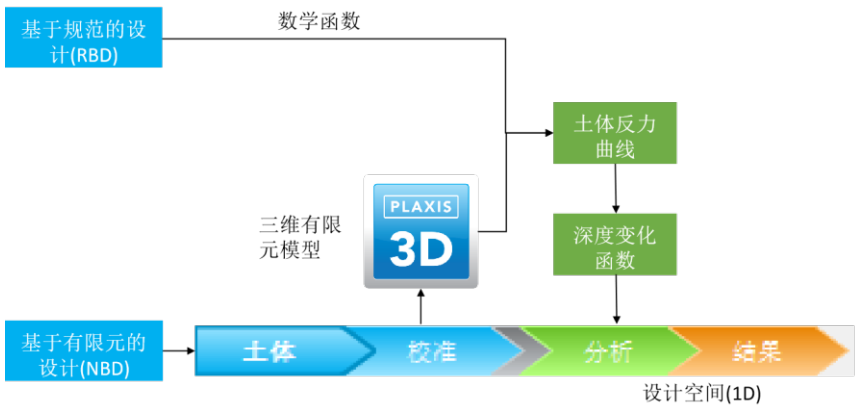 基于规范的设
计(RBD)
数学函数
土体反力
曲线
PLAXIS
3D
三维有限
元模型
深度变化
函数
基于有限元的
设计(NBD)
土体
校准
分析
结果
设计空间(1D)